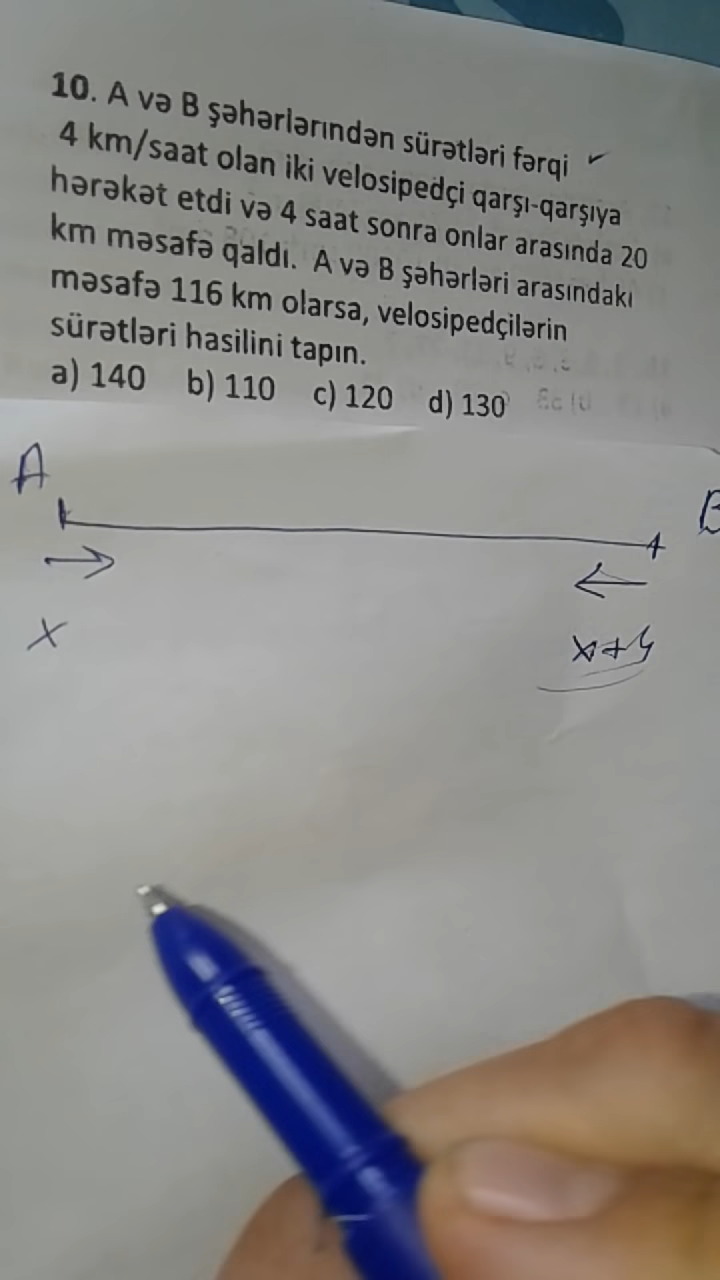 10. A və B şəhərlərindən sürətləri fərqi
4 km/saat olan iki velosipedçi qarşı-qarşıya
hərəkət etdi və 4 saat sonra onlar arasında 20
km məsafə qaldı. A və B şəhərləri arasındakı
məsafə 116 km olarsa, velosipedçilərin
sürətləri hasilini tapın.
a) 140 b) 110 c) 120 d) 130
A B
x x+4